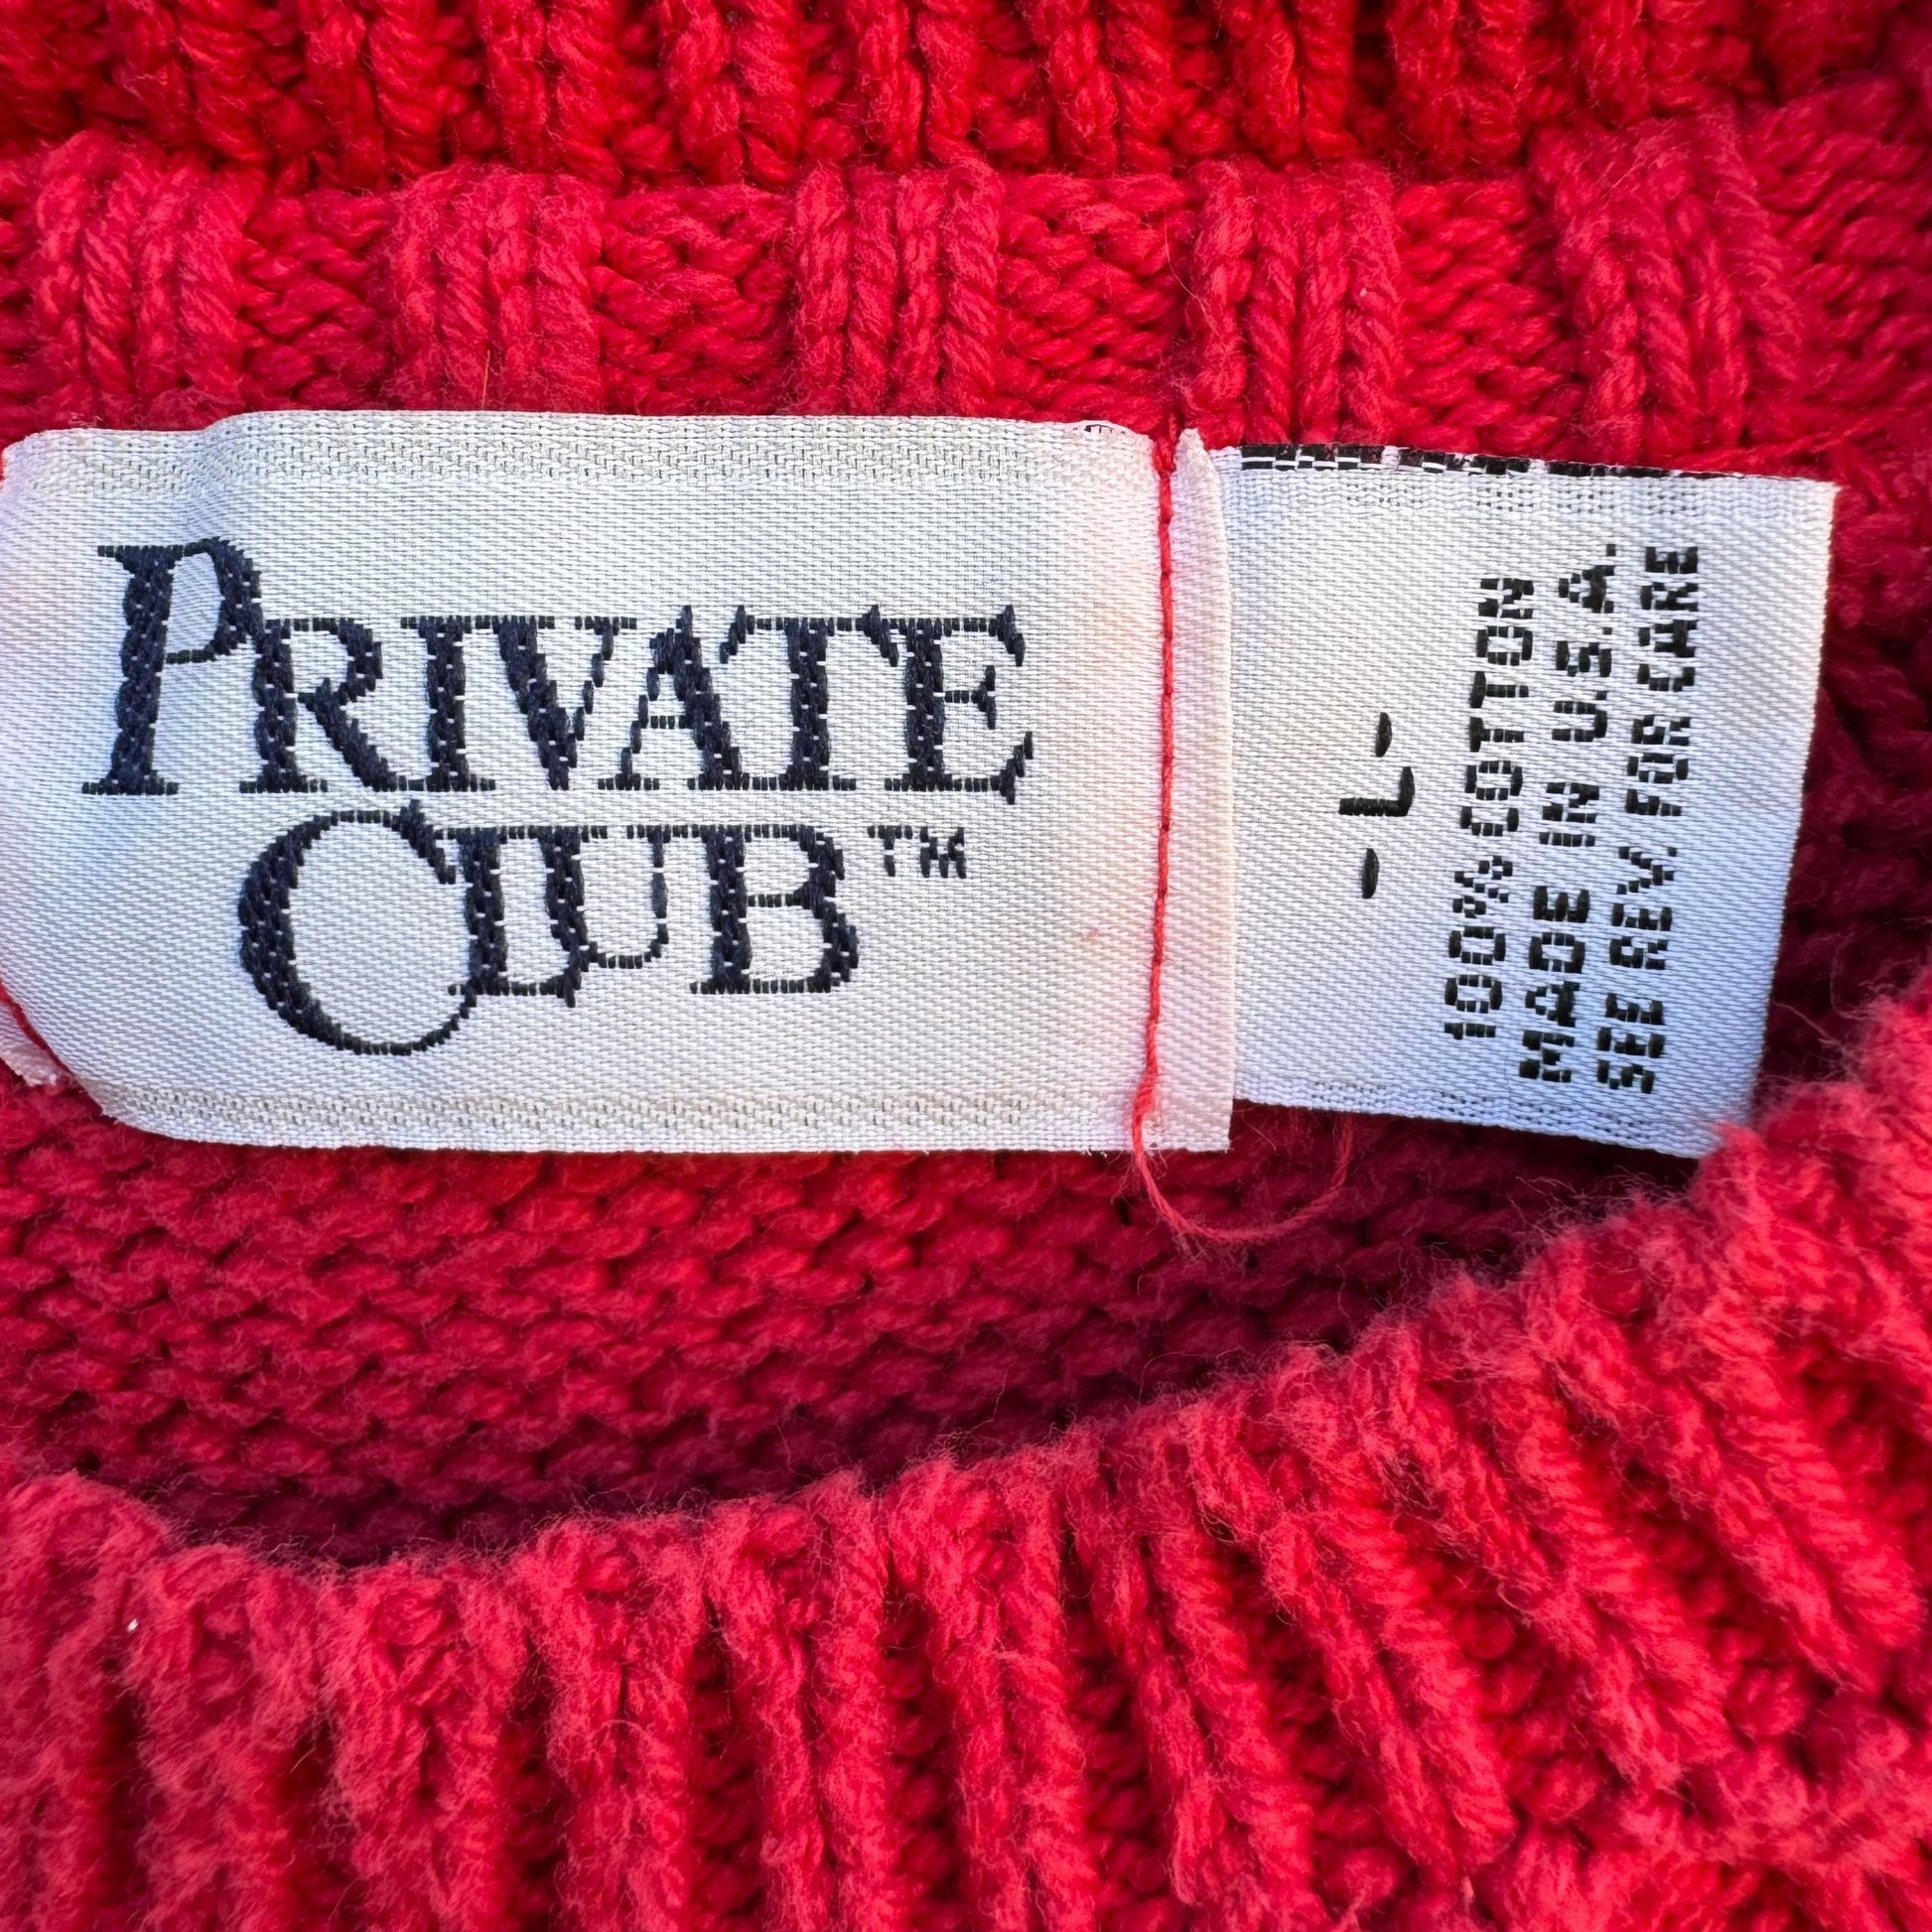 PRIVATE
CLUB™
- L -
100% COTTON
MADE IN U.S.A.
SEE REV. FOR CARE